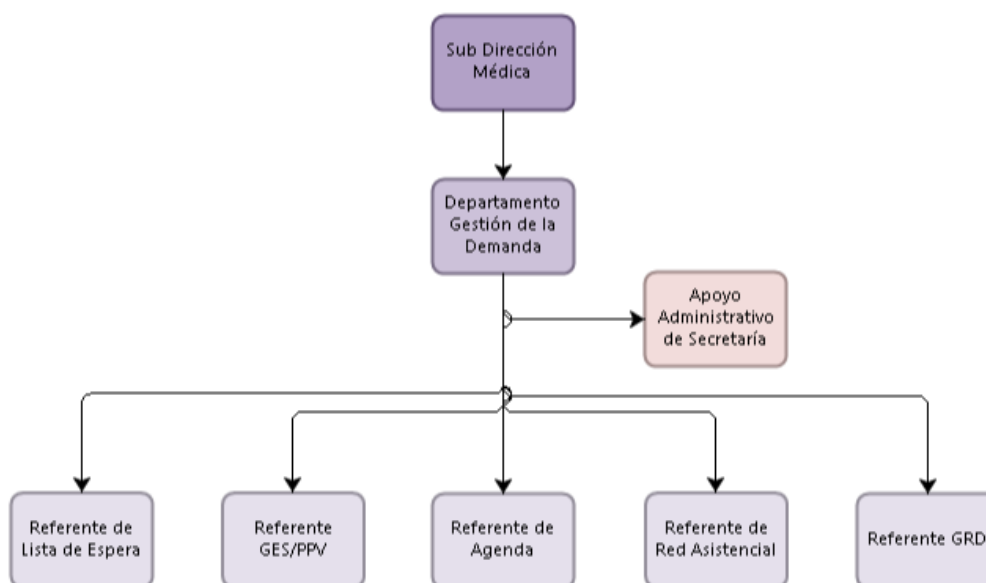 Sub Dirección
Médica
Departamento
Gestión de la
Demanda
Apoyo
Administrativo
de Secretaría
Referente de
Lista de Espera
Referente
GES/PPV
Referente de
Agenda
Referente de
Red Asistencial
Referente GRD